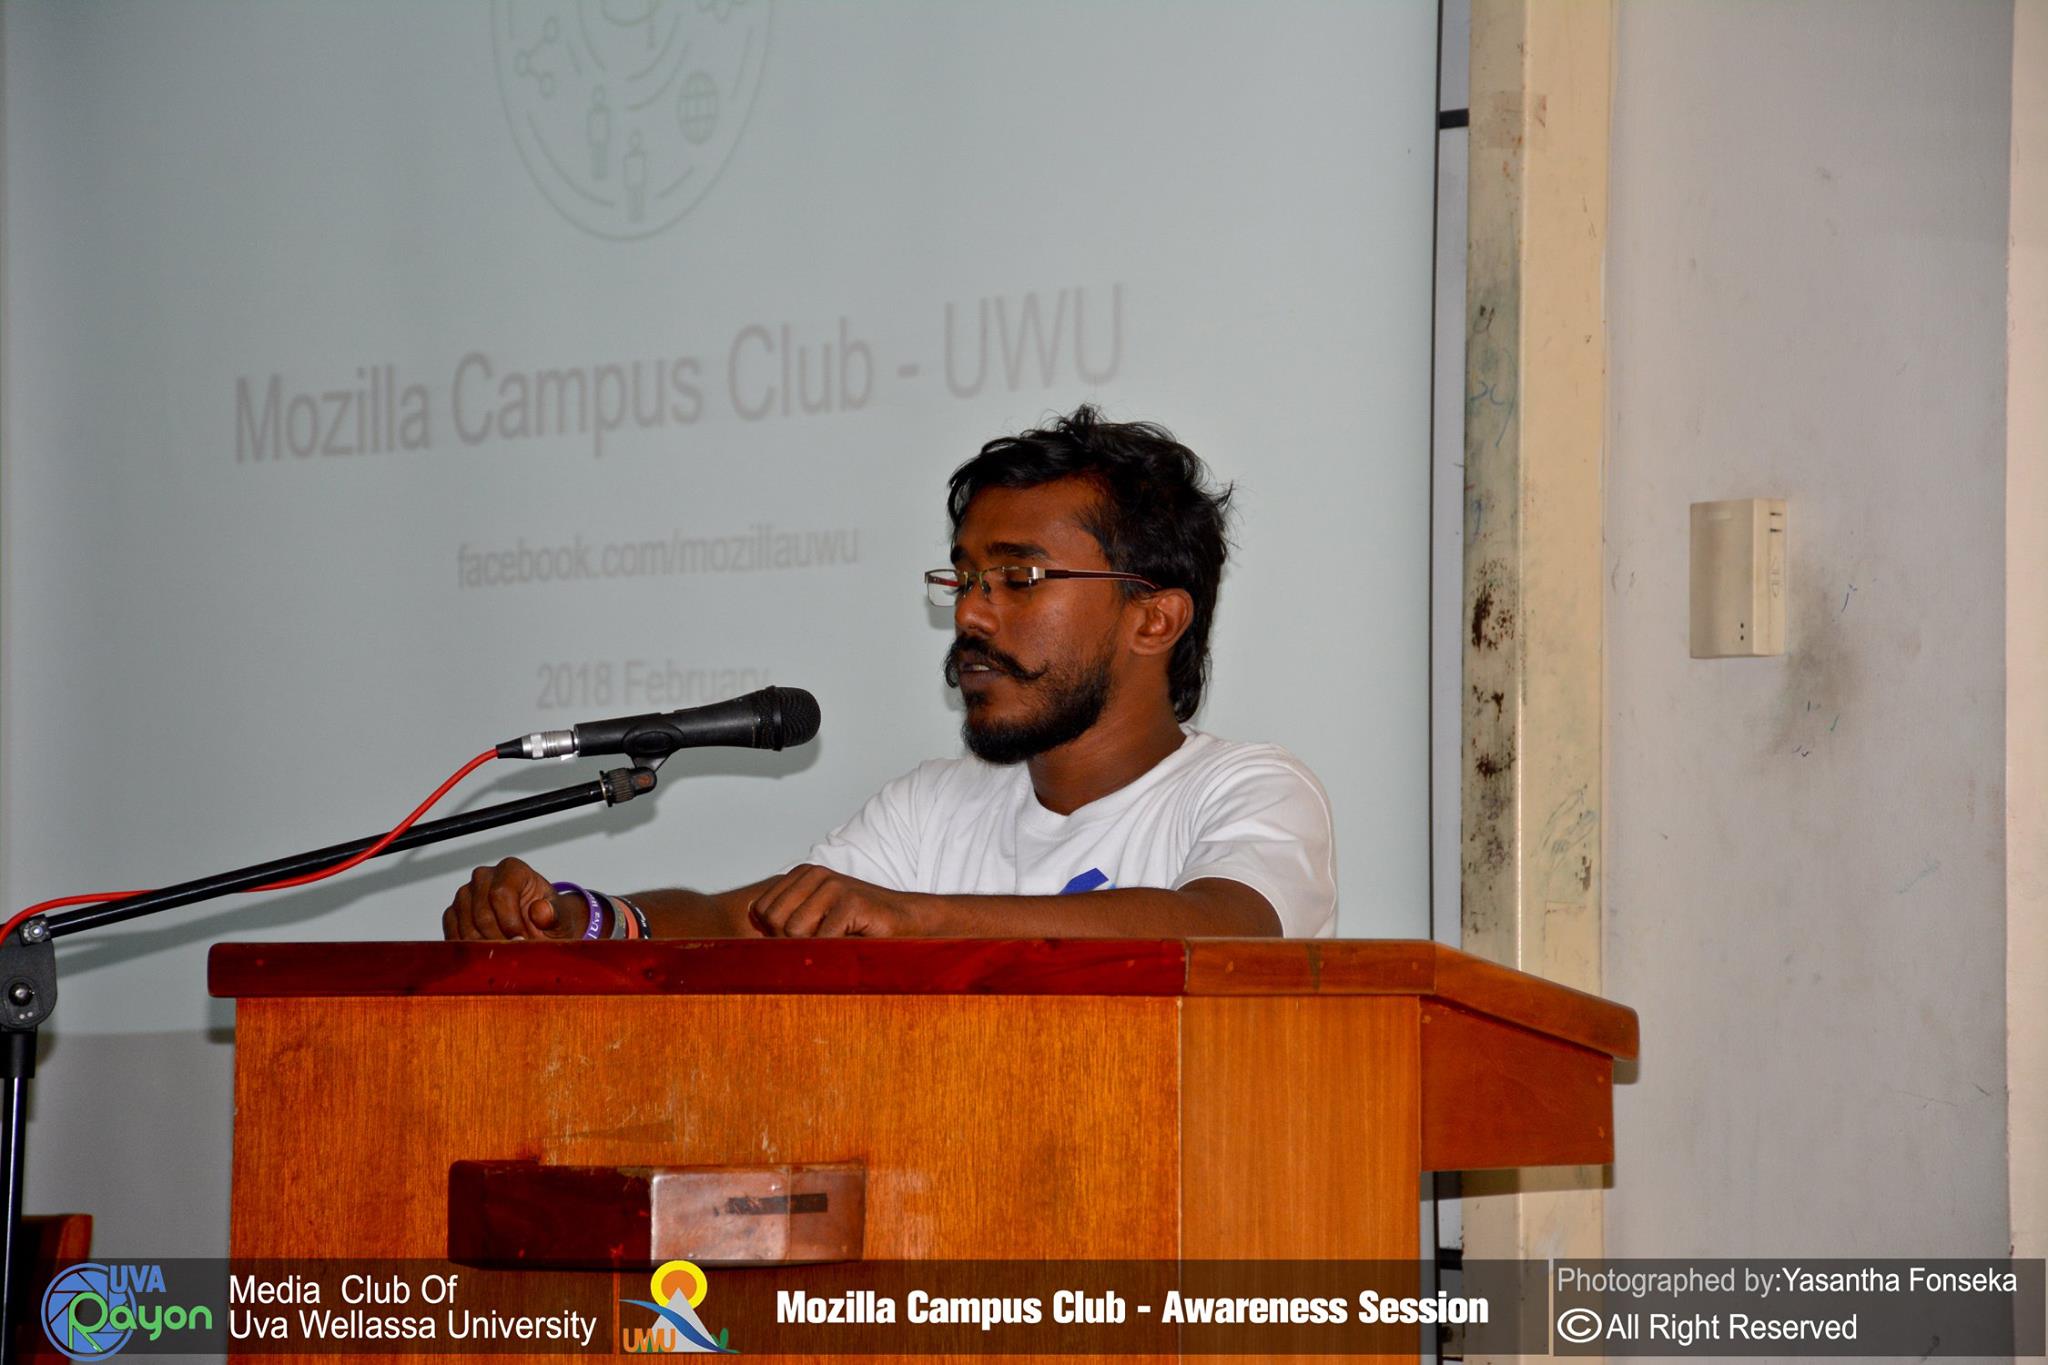 Mozilla Campus Club - UWU
facebook.com/mozillauwu
2018 February
UVA
Rayon
Media Club Of
Uva Wellassa University
UWU
Mozilla Campus Club - Awareness Session
Photographed by:Yasantha Fonseka
©All Right Reserved